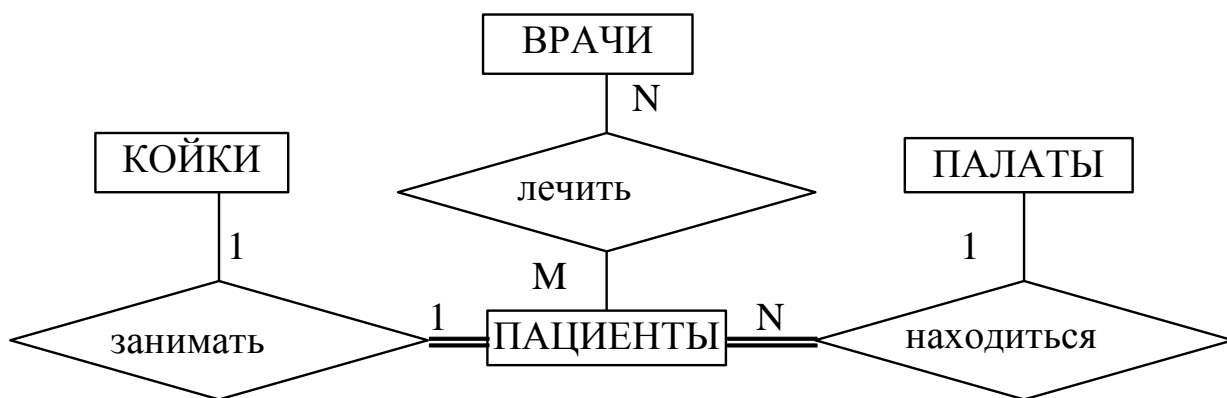 ВРАЧИ
N
КОЙКИ
лечить
ПАЛАТЫ
1
M
1
занимать
1
ПАЦИЕНТЫ
N
находиться